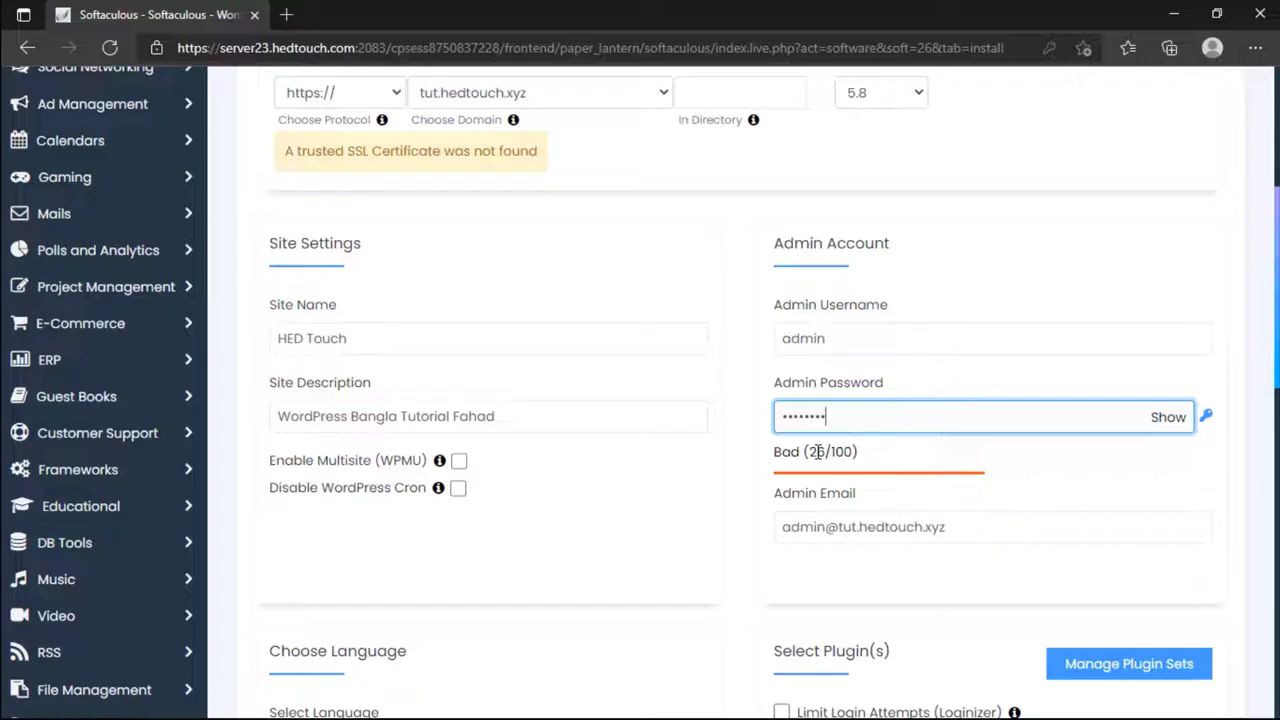 Softaculous - Softaculous - Wor
https://server23.hedtouch.com:2083/cpsess8750837228/frontend/paper_lantern/softaculous/index.live.php?act=software&soft=26&tab=install
Social Networking
Ad Management
Calendars
Gaming
Mails
Polls and Analytics
Project Management
E-Commerce
ERP
Guest Books
Customer Support
Frameworks
Educational
DB Tools
Music
Video
RSS
File Management
https://
tut.hedtouch.xyz
5.8
Choose Protocol
Choose Domain
In Directory
A trusted SSL Certificate was not found
Site Settings
Site Name
HED Touch
Site Description
WordPress Bangla Tutorial Fahad
Enable Multisite (WPMU)
Disable WordPress Cron
Admin Account
Admin Username
admin
Admin Password
••••••••
Show
Bad (26/100)
Admin Email
admin@tut.hedtouch.xyz
Choose Language
Select Language
Select Plugin(s)
Manage Plugin Sets
Limit Login Attempts (Loginizer)